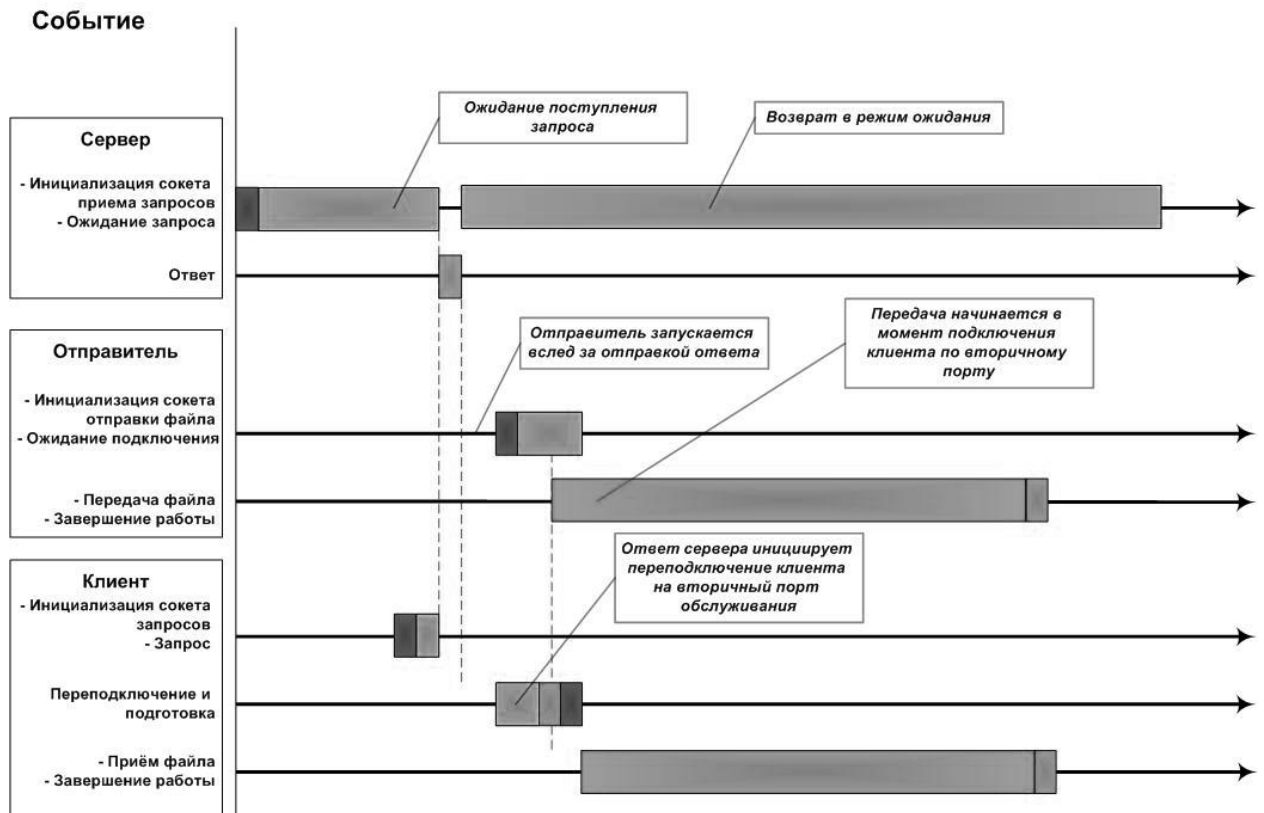 Событие
Ожидание поступления
запроса
Возврат в режим ожидания
Сервер
- Инициализация сокета
приема запросов
- Ожидание запроса
Ответ
Отправитель запускается
вслед за отправкой ответа
Передача начинается в
момент подключения
клиента по вторичному
порту
Отправитель
- Инициализация сокета
отправки файла
- Ожидание подключения
- Передача файла
- Завершение работы
Ответ сервера инициирует
переподключение клиента
на вторичный порт
обслуживания
Клиент
- Инициализация сокета
запросов
- Запрос
Переподключение и
подготовка
- Приём файла
- Завершение работы